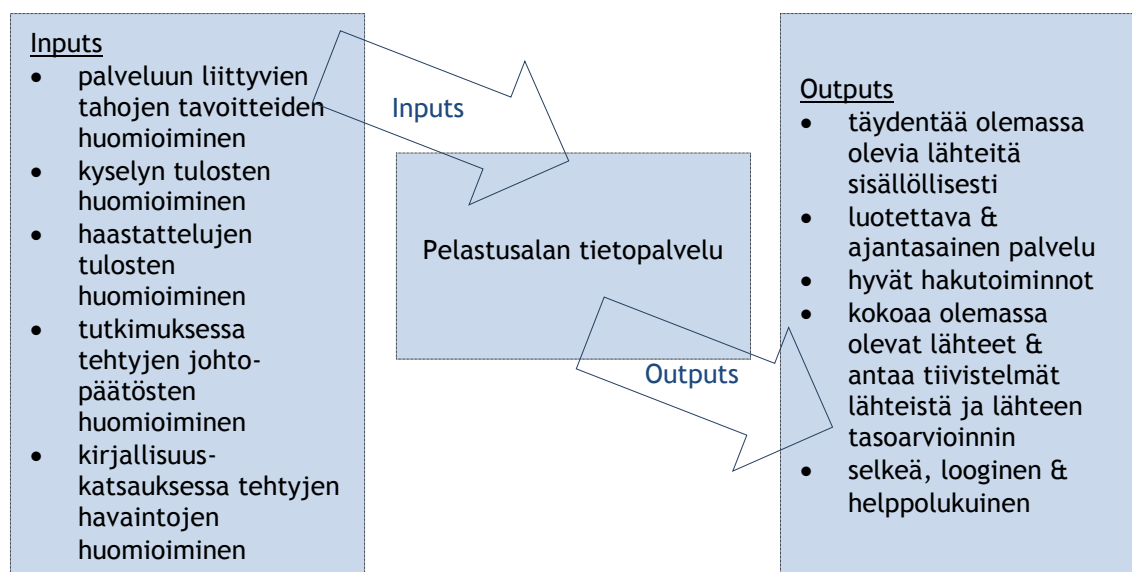 Inputs
• palveluun liittyvien
tahojen tavoitteiden
huomioiminen
• kyselyn tulosten
huomioiminen
• haastattelujen
tulosten
huomioiminen
• tutkimuksessa
tehtyjen johto-
päätösten
huomioiminen
• kirjallisuus-
katsauksessa tehtyjen
havaintojen
huomioiminen
Inputs
Pelastusalan tietopalvelu
Outputs
Outputs
• täydentää olemassa
olevia lähteitä
sisällöllisesti
• luotettava &
ajantasainen palvelu
• hyvät hakutoiminnot
• kokoaa olemassa
olevat lähteet &
antaa tiivistelmät
lähteistä ja lähteen
tasoarvioinnin
• selkeä, looginen &
helppolukuinen